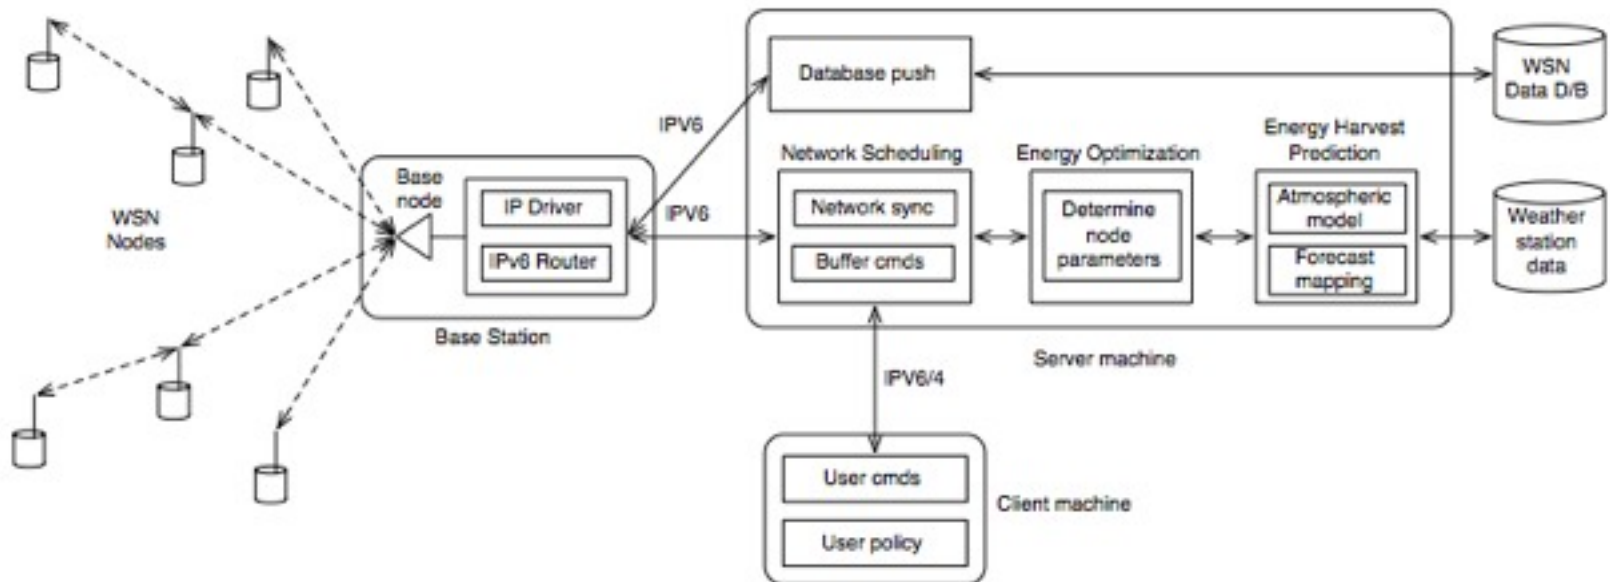 WSN
Nodes
Base
node
IP Driver
IPv6 Router
Base Station
IPV6
IPV6
Database push
Network Scheduling
Network sync
Buffer cmds
Energy Optimization
Determine
node
parameters
Energy Harvest
Prediction
Atmospheric
model
Forecast
mapping
Server machine
WSN
Data D/B
Weather
station
data
IPV6/4
User cmds
User policy
Client machine